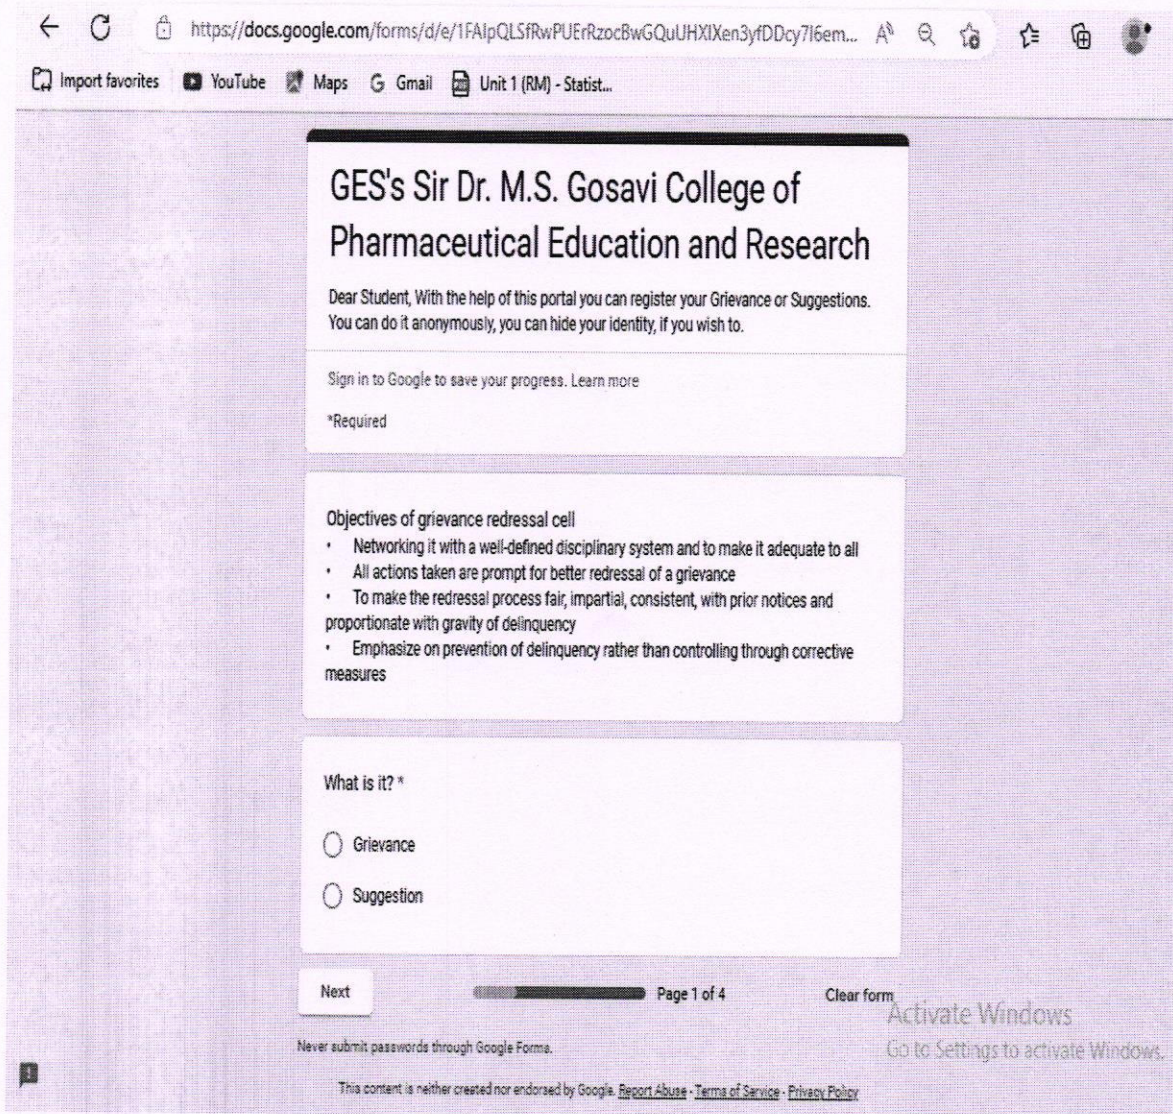 https://docs.google.com/forms/d/e/1FAIpQLSfRwPUErRzocBwGQuUHXIXen3yfDDcy7I6em...
Import favorites YouTube Maps Gmail Unit 1 (RM) - Statist...
GES's Sir Dr. M.S. Gosavi College of
Pharmaceutical Education and Research
Dear Student, With the help of this portal you can register your Grievance or Suggestions.
You can do it anonymously, you can hide your identity, if you wish to.
Sign in to Google to save your progress. Learn more
*Required
Objectives of grievance redressal cell
• Networking it with a well-defined disciplinary system and to make it adequate to all
• All actions taken are prompt for better redressal of a grievance
• To make the redressal process fair, impartial, consistent, with prior notices and
proportionate with gravity of delinquency
• Emphasize on prevention of delinquency rather than controlling through corrective
measures
What is it? *
Grievance
Suggestion
Next Page 1 of 4 Clear form
Activate Windows
Go to Settings to activate Windows.
Never submit passwords through Google Forms.
This content is neither created nor endorsed by Google. Report Abuse - Terms of Service - Privacy Policy